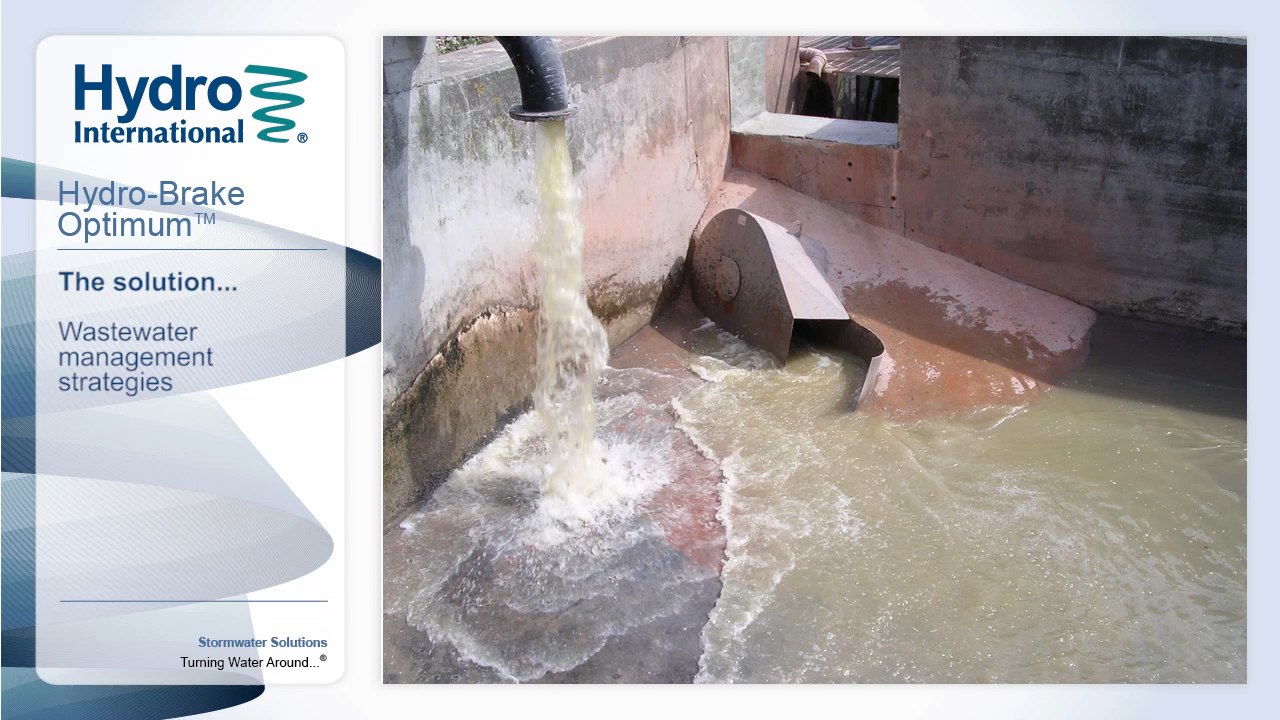 Hydro
International®
Hydro-Brake
Optimum™
The solution...
Wastewater
management
strategies
Stormwater Solutions
Turning Water Around...®